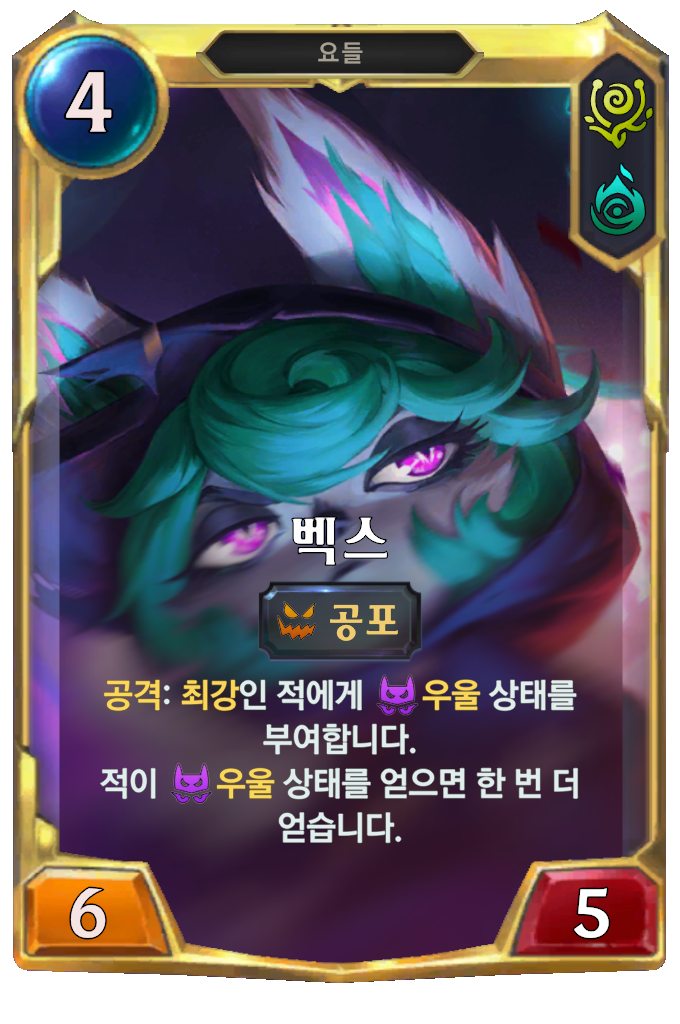 4
요들
벡스
공포
공격: 최강인 적에게 우울 상태를
부여합니다.
적이 우울 상태를 얻으면 한 번 더
얻습니다.
6
5